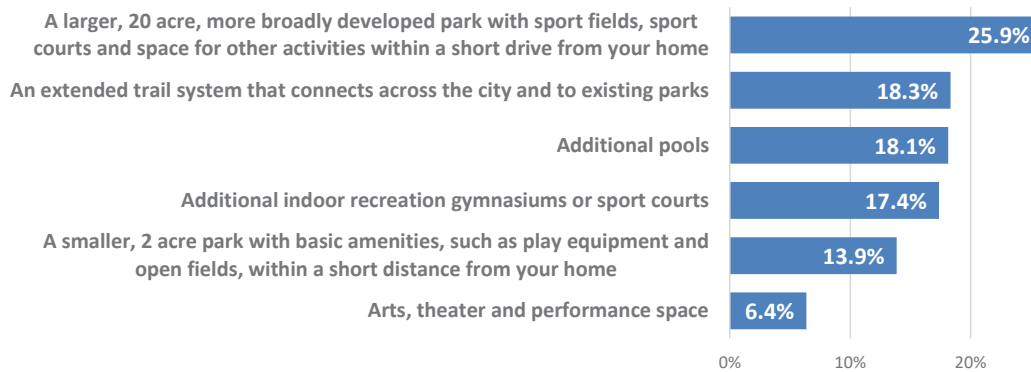 A larger, 20 acre, more broadly developed park with sport fields, sport
courts and space for other activities within a short drive from your home
25.9%
An extended trail system that connects across the city and to existing parks
18.3%
Additional pools
18.1%
Additional indoor recreation gymnasiums or sport courts
17.4%
A smaller, 2 acre park with basic amenities, such as play equipment and
open fields, within a short distance from your home
13.9%
Arts, theater and performance space
6.4%
0%
10%
20%